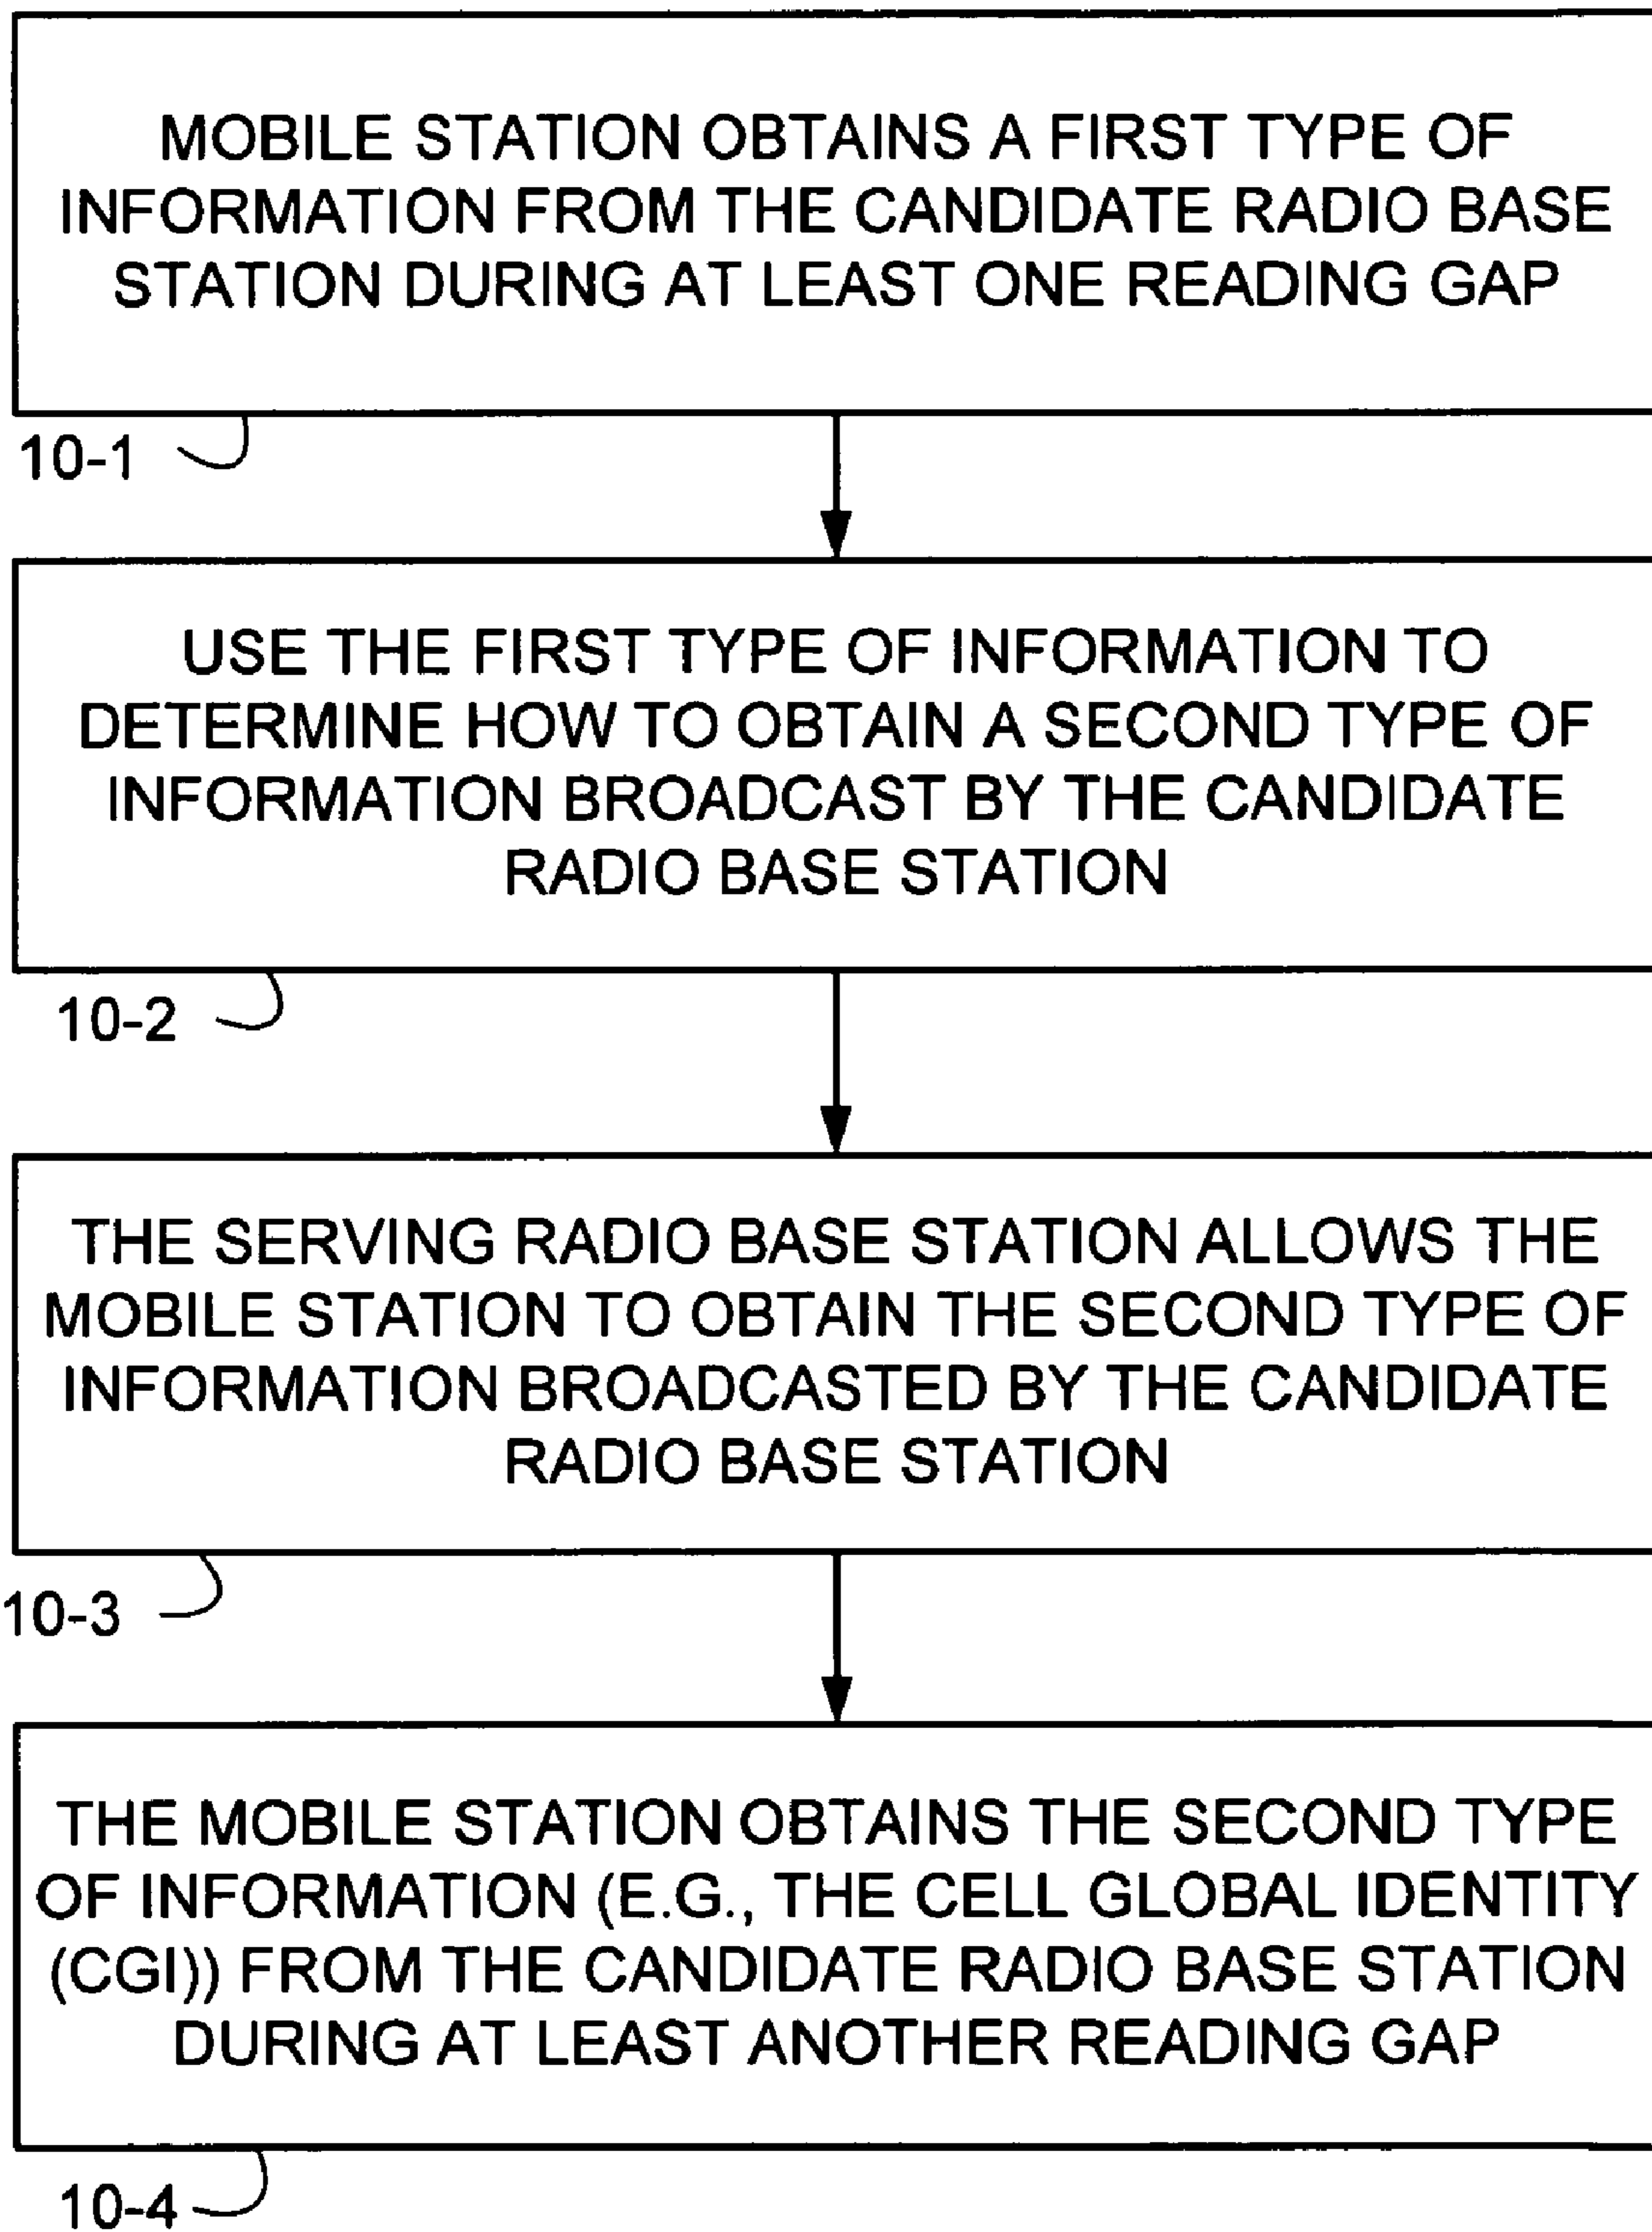 MOBILE STATION OBTAINS A FIRST TYPE OF
INFORMATION FROM THE CANDIDATE RADIO BASE
STATION DURING AT LEAST ONE READING GAP
10-1
USE THE FIRST TYPE OF INFORMATION TO
DETERMINE HOW TO OBTAIN A SECOND TYPE OF
INFORMATION BROADCAST BY THE CANDIDATE
RADIO BASE STATION
10-2
THE SERVING RADIO BASE STATION ALLOWS THE
MOBILE STATION TO OBTAIN THE SECOND TYPE OF
INFORMATION BROADCASTED BY THE CANDIDATE
RADIO BASE STATION
10-3
THE MOBILE STATION OBTAINS THE SECOND TYPE
OF INFORMATION (E.G., THE CELL GLOBAL IDENTITY
(CGI)) FROM THE CANDIDATE RADIO BASE STATION
DURING AT LEAST ANOTHER READING GAP
10-4